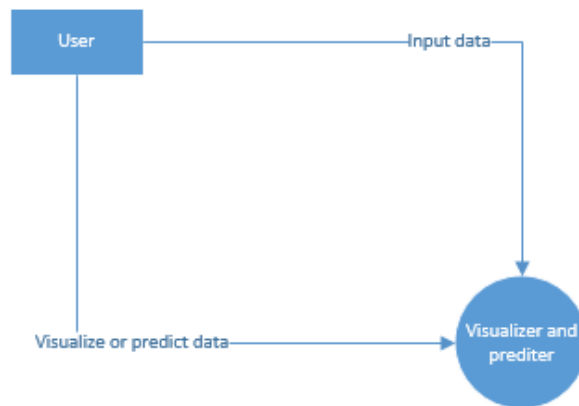 User
Input data
Visualize or predict data
Visualizer and
prediter